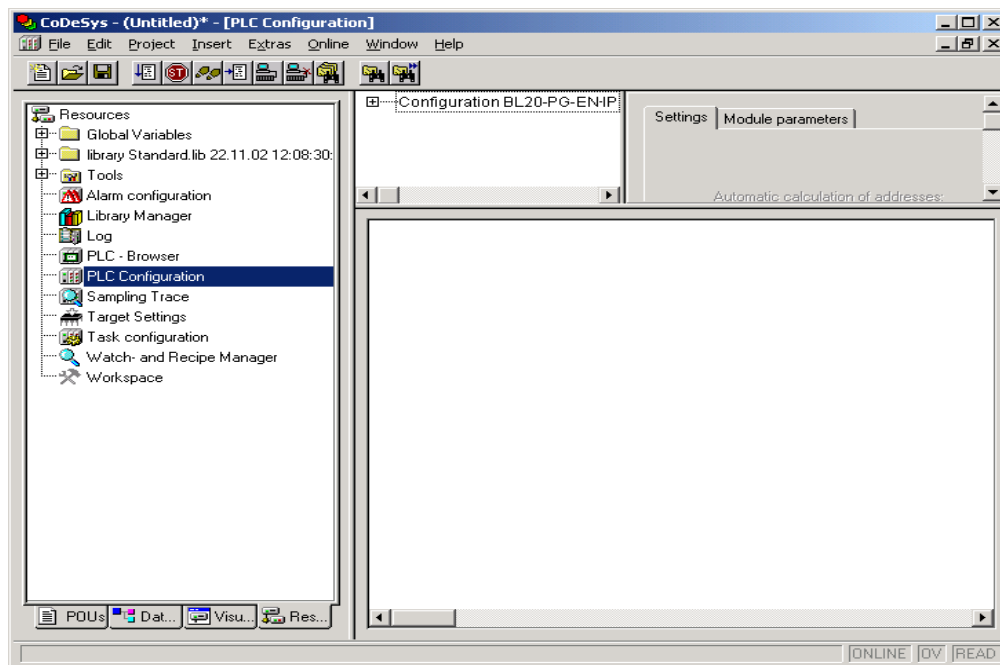 CoDeSys - (Untitled)* - [PLC Configuration]
File Edit Project Insert Extras Online Window Help
Resources
Global Variables
library Standard.lib 22.11.02 12:08:30:
Tools
Alarm configuration
Library Manager
Log
PLC - Browser
PLC Configuration
Sampling Trace
Target Settings
Task configuration
Watch- and Recipe Manager
Workspace
POUs Dat... Visu... Res...
Configuration BL20-PG-EN-IP
Settings Module parameters
Automatic calculation of addresses:
ONLINE OV READ